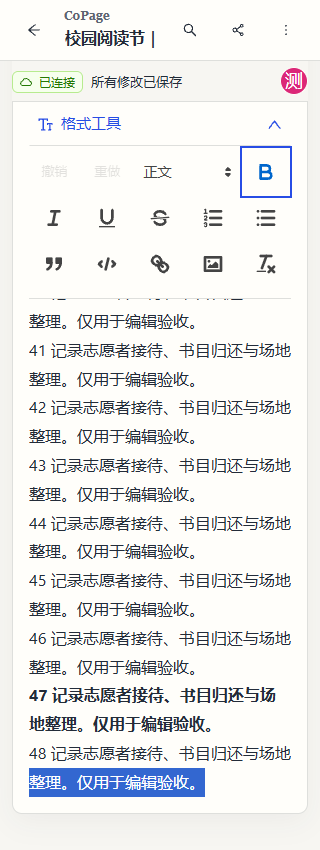 CoPage
校园阅读节 |
已连接 所有修改已保存 测
格式工具
撤销 重做 正文 B
整理。仅用于编辑验收。
41 记录志愿者接待、书目归还与场地
整理。仅用于编辑验收。
42 记录志愿者接待、书目归还与场地
整理。仅用于编辑验收。
43 记录志愿者接待、书目归还与场地
整理。仅用于编辑验收。
44 记录志愿者接待、书目归还与场地
整理。仅用于编辑验收。
45 记录志愿者接待、书目归还与场地
整理。仅用于编辑验收。
46 记录志愿者接待、书目归还与场地
整理。仅用于编辑验收。
47 记录志愿者接待、书目归还与场
地整理。仅用于编辑验收。
48 记录志愿者接待、书目归还与场地
整理。仅用于编辑验收。